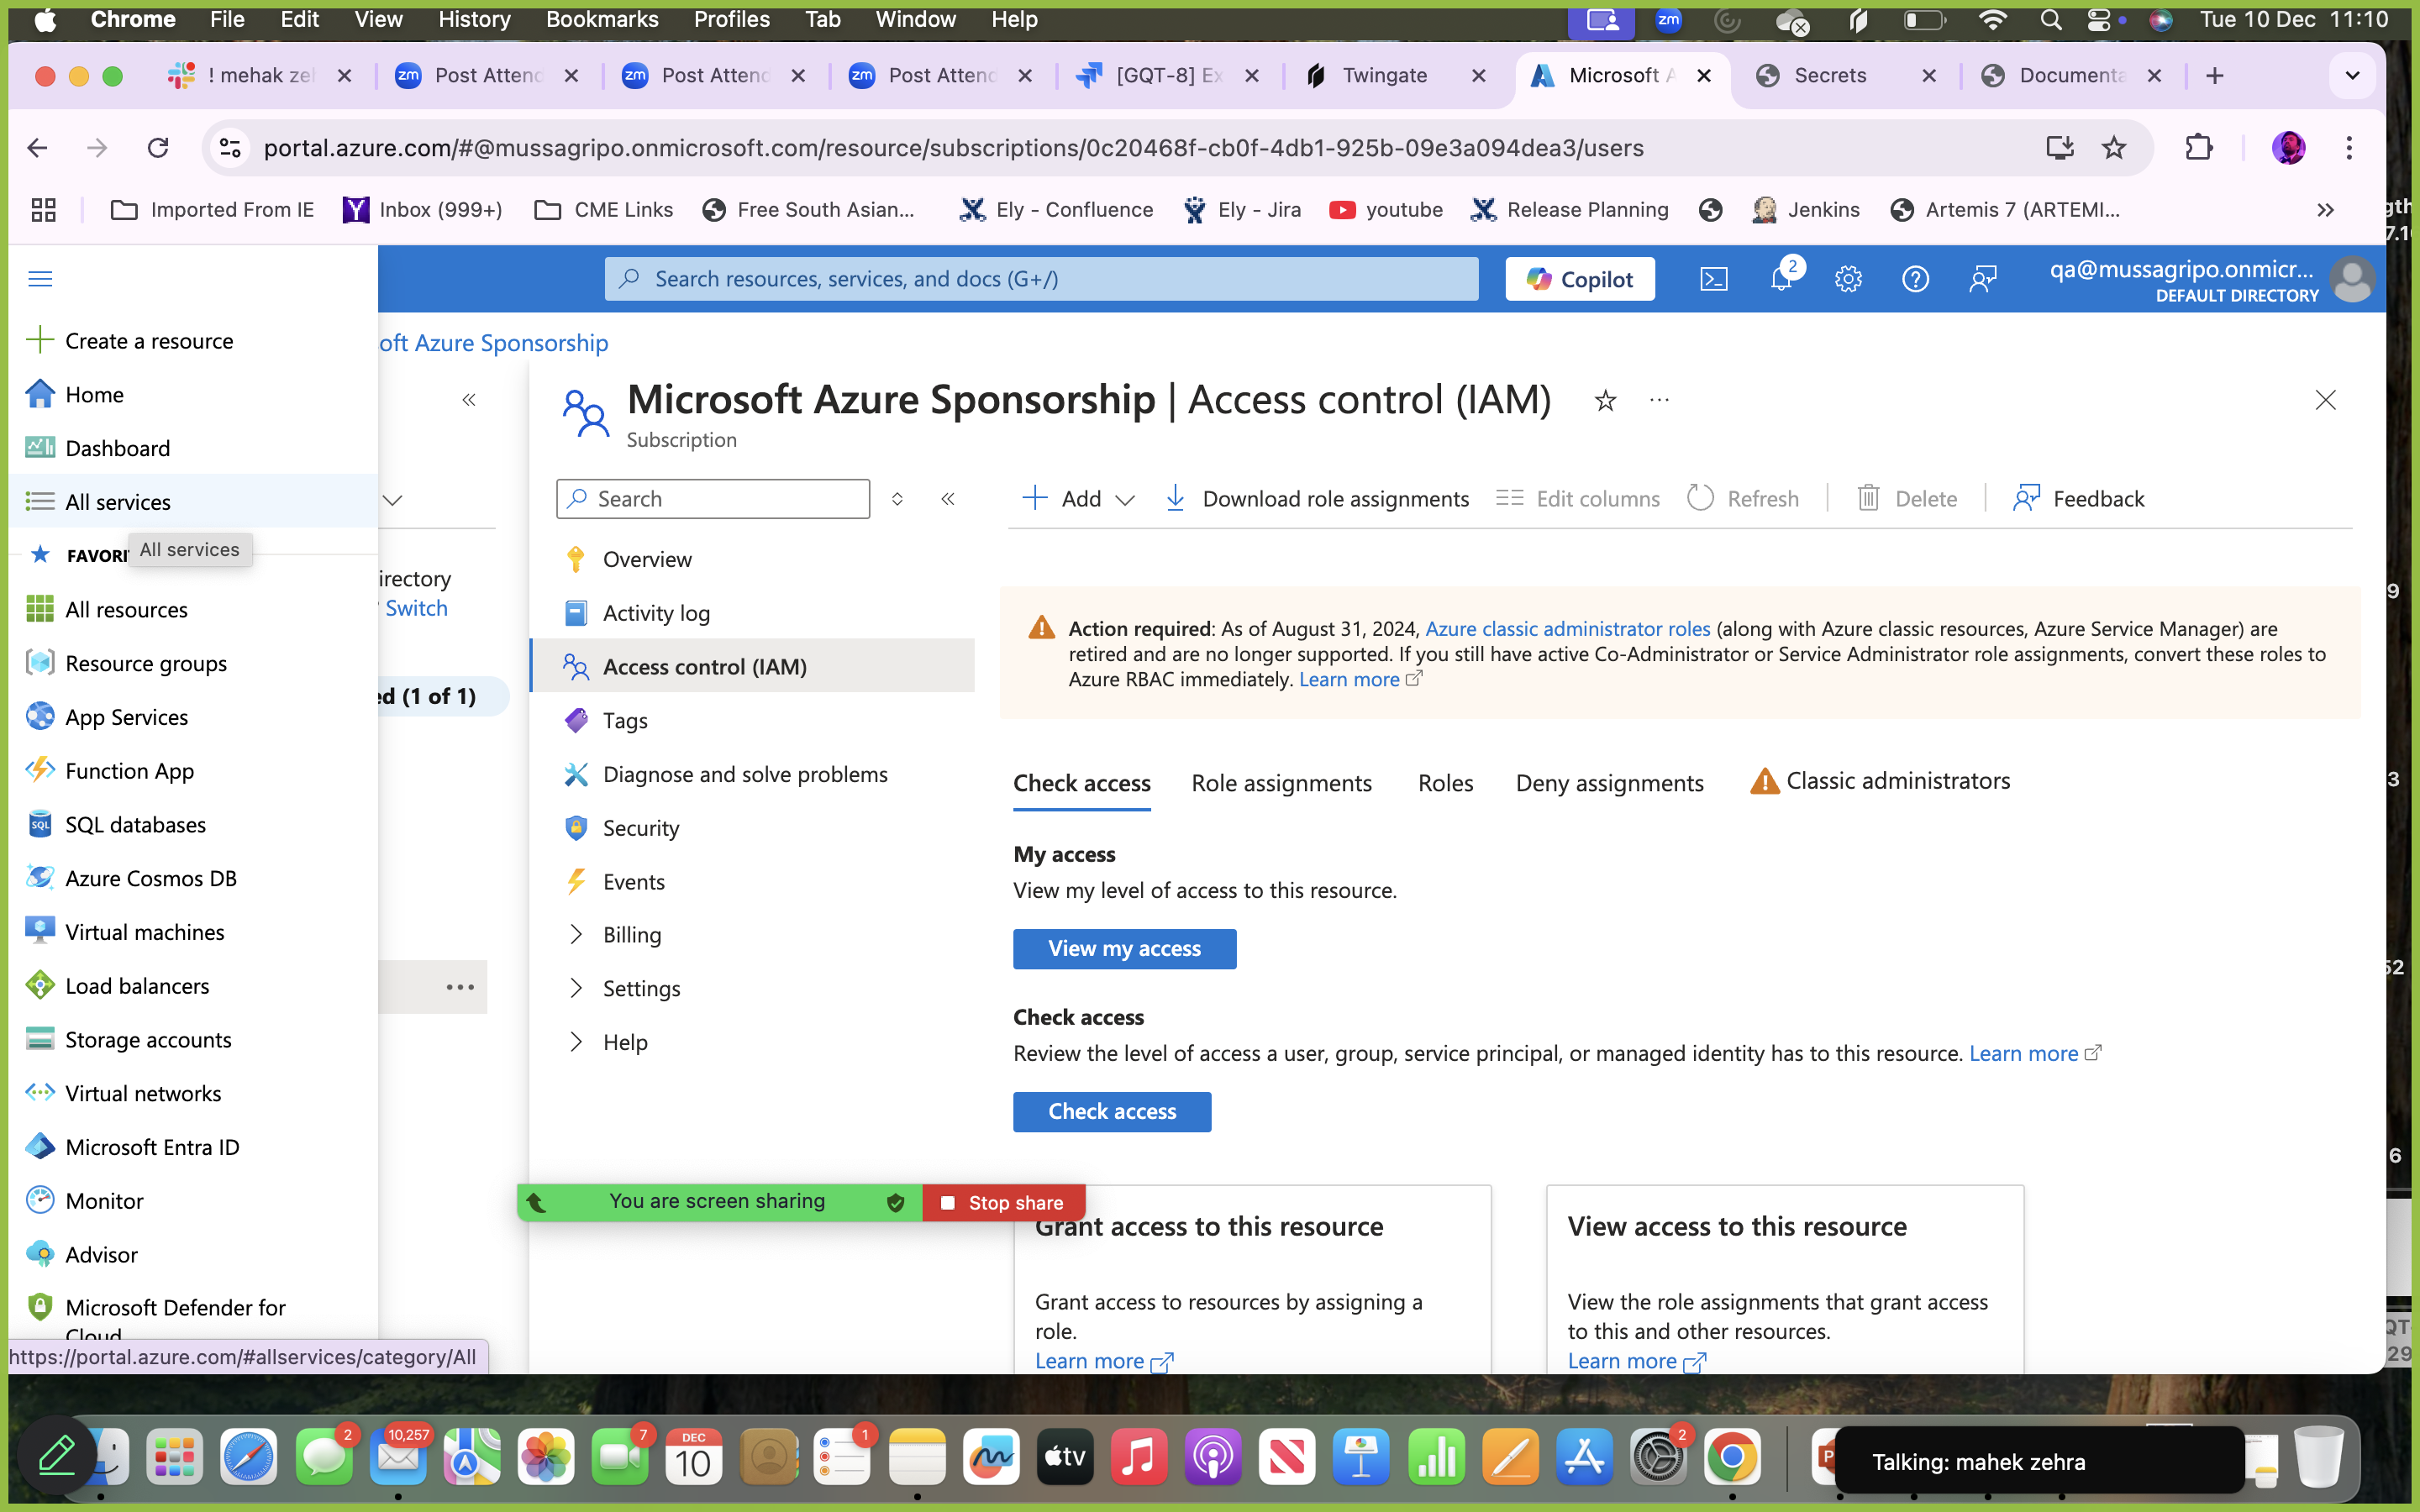 Chrome File Edit View History Bookmarks Profiles Tab Window Help
zm
Tue 10 Dec 11:10
! mehak zel
zm Post Attend
zm Post Attend
zm Post Attend
[GQT-8] Ex
Twingate
Microsoft A
Secrets
Documenta
portal.azure.com/#@mussagripo.onmicrosoft.com/resource/subscriptions/0c20468f-cb0f-4db1-925b-09e3a094dea3/users
Imported From IE
Inbox (999+)
CME Links
Free South Asian...
Ely - Confluence
Ely - Jira
youtube
Release Planning
Jenkins
Artemis 7 (ARTEMI...
Search resources, services, and docs (G+/)
Copilot
2
qa@mussagripo.onmicr...
DEFAULT DIRECTORY
Create a resource
Home
Dashboard
All services
FAVORI
All services
All resources
Resource groups
App Services
Function App
SQL databases
Azure Cosmos DB
Virtual machines
Load balancers
Storage accounts
Virtual networks
Microsoft Entra ID
Monitor
Advisor
Microsoft Defender for
Cloud
https://portal.azure.com/#allservices/category/All
oft Azure Sponsorship
irectory
Switch
ed (1 of 1)
Microsoft Azure Sponsorship | Access control (IAM)
Subscription
Search
Overview
Activity log
Access control (IAM)
Tags
Diagnose and solve problems
Security
Events
Billing
Settings
Help
Add
Download role assignments
Edit columns
Refresh
Delete
Feedback
Action required: As of August 31, 2024, Azure classic administrator roles (along with Azure classic resources, Azure Service Manager) are
retired and are no longer supported. If you still have active Co-Administrator or Service Administrator role assignments, convert these roles to
Azure RBAC immediately. Learn more
Check access
Role assignments
Roles
Deny assignments
Classic administrators
My access
View my level of access to this resource.
View my access
Check access
Review the level of access a user, group, service principal, or managed identity has to this resource. Learn more
Check access
You are screen sharing
Stop share
Grant access to this resource
Grant access to resources by assigning a
role.
Learn more
View access to this resource
View the role assignments that grant access
to this and other resources.
Learn more
2
10,257
7
DEC
10
1
tv
2
Talking: mahek zehra